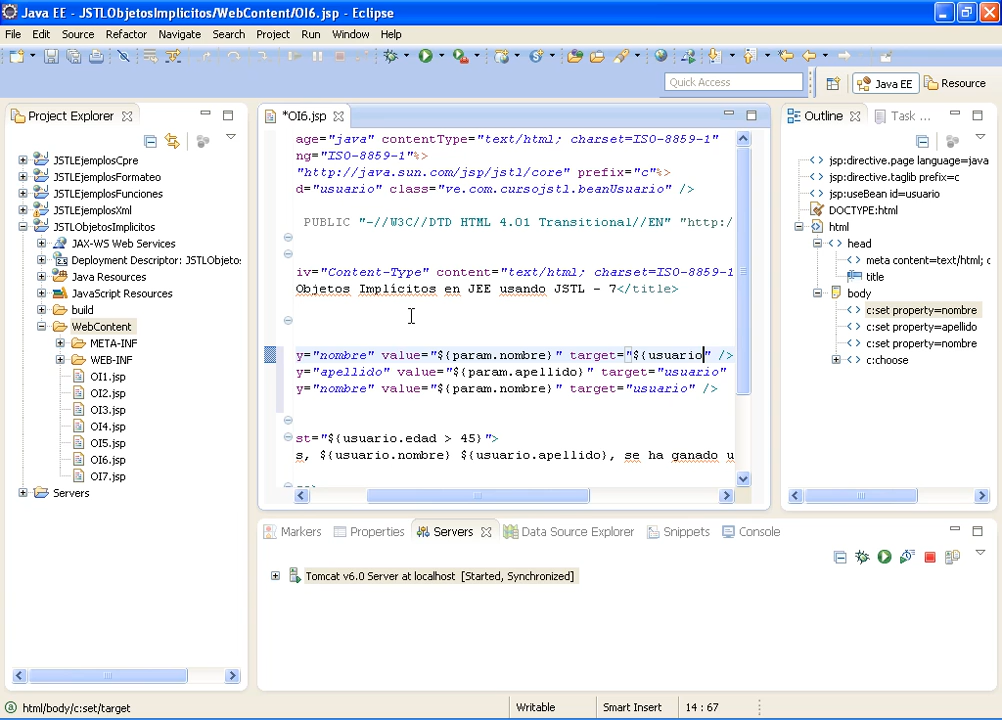 Java EE - JSTLObjetosImplicitos/WebContent/OI6.jsp - Eclipse
File Edit Source Refactor Navigate Search Project Run Window Help
Quick Access
Java EE
Resource
Project Explorer
JSTLEjemplosCpre
JSTLEjemplosFormateo
JSTLEjemplosFunciones
JSTLEjemplosXml
JSTLObjetosImplicitos
JAX-WS Web Services
Deployment Descriptor: JSTLObjeto
Java Resources
JavaScript Resources
build
WebContent
META-INF
WEB-INF
OI1.jsp
OI2.jsp
OI3.jsp
OI4.jsp
OI5.jsp
OI6.jsp
OI7.jsp
Servers
*OI6.jsp
age="java" contentType="text/html; charset=ISO-8859-1"
ng="ISO-8859-1"%>
"http://java.sun.com/jsp/jstl/core" prefix="c"%>
d="usuario" class="ve.com.cursojstl.beanUsuario" />
PUBLIC "-//W3C//DTD HTML 4.01 Transitional//EN" "http:/
iv="Content-Type" content="text/html; charset=ISO-8859-1
Objetos Implícitos en JEE usando JSTL - 7</title>
y="nombre" value="${param.nombre}" target="${usuario" />
y="apellido" value="${param.apellido}" target="usuario"
y="nombre" value="${param.nombre}" target="usuario" />
st="${usuario.edad > 45}">
s, ${usuario.nombre} ${usuario.apellido}, se ha ganado u
Outline
Task ...
jsp:directive.page language=java
jsp:directive.taglib prefix=c
jsp:useBean id=usuario
DOCTYPE:html
html
head
meta content=text/html; c
title
body
c:set property=nombre
c:set property=apellido
c:set property=nombre
c:choose
Markers
Properties
Servers
Data Source Explorer
Snippets
Console
Tomcat v6.0 Server at localhost [Started, Synchronized]
html/body/c:set/target
Writable
Smart Insert
14 : 67